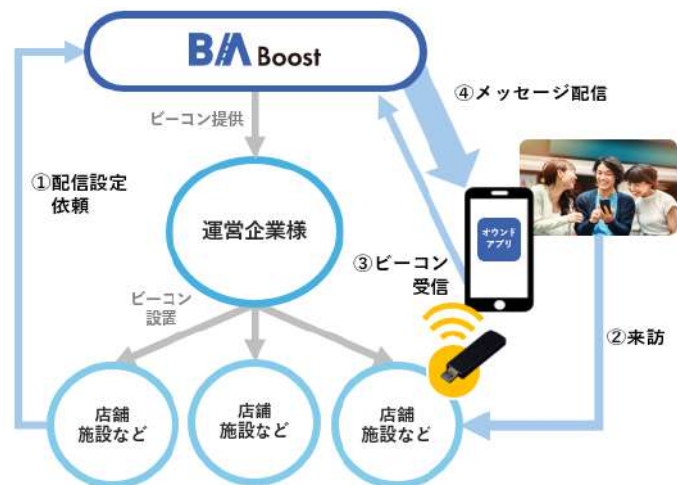 BIA Boost
ビーコン提供
④メッセージ配信
①配信設定
依頼
運営企業様
オウンド
アプリ
③ビーコン
受信
ビーコン
設置
②来訪
店舗
施設など
店舗
施設など
店舗
施設など